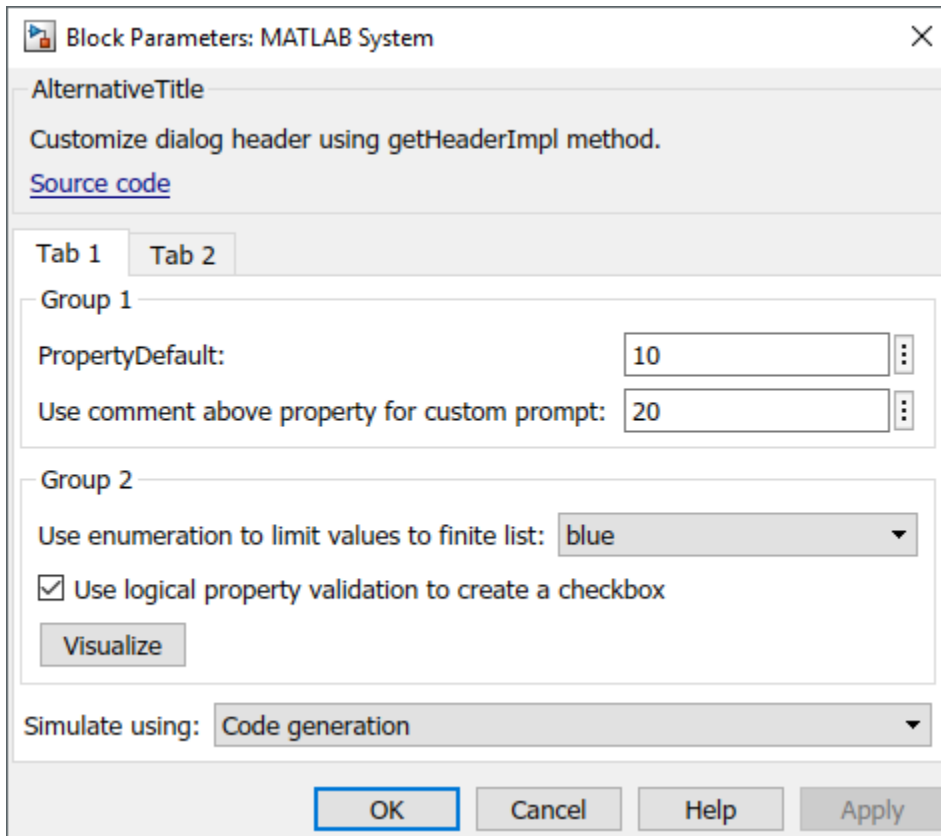 Block Parameters: MATLAB System
AlternativeTitle
Customize dialog header using getHeaderImpl method.
Source code
Tab 1 Tab 2
Group 1
PropertyDefault: 10
Use comment above property for custom prompt: 20
Group 2
Use enumeration to limit values to finite list: blue
Use logical property validation to create a checkbox
Visualize
Simulate using: Code generation
OK Cancel Help Apply